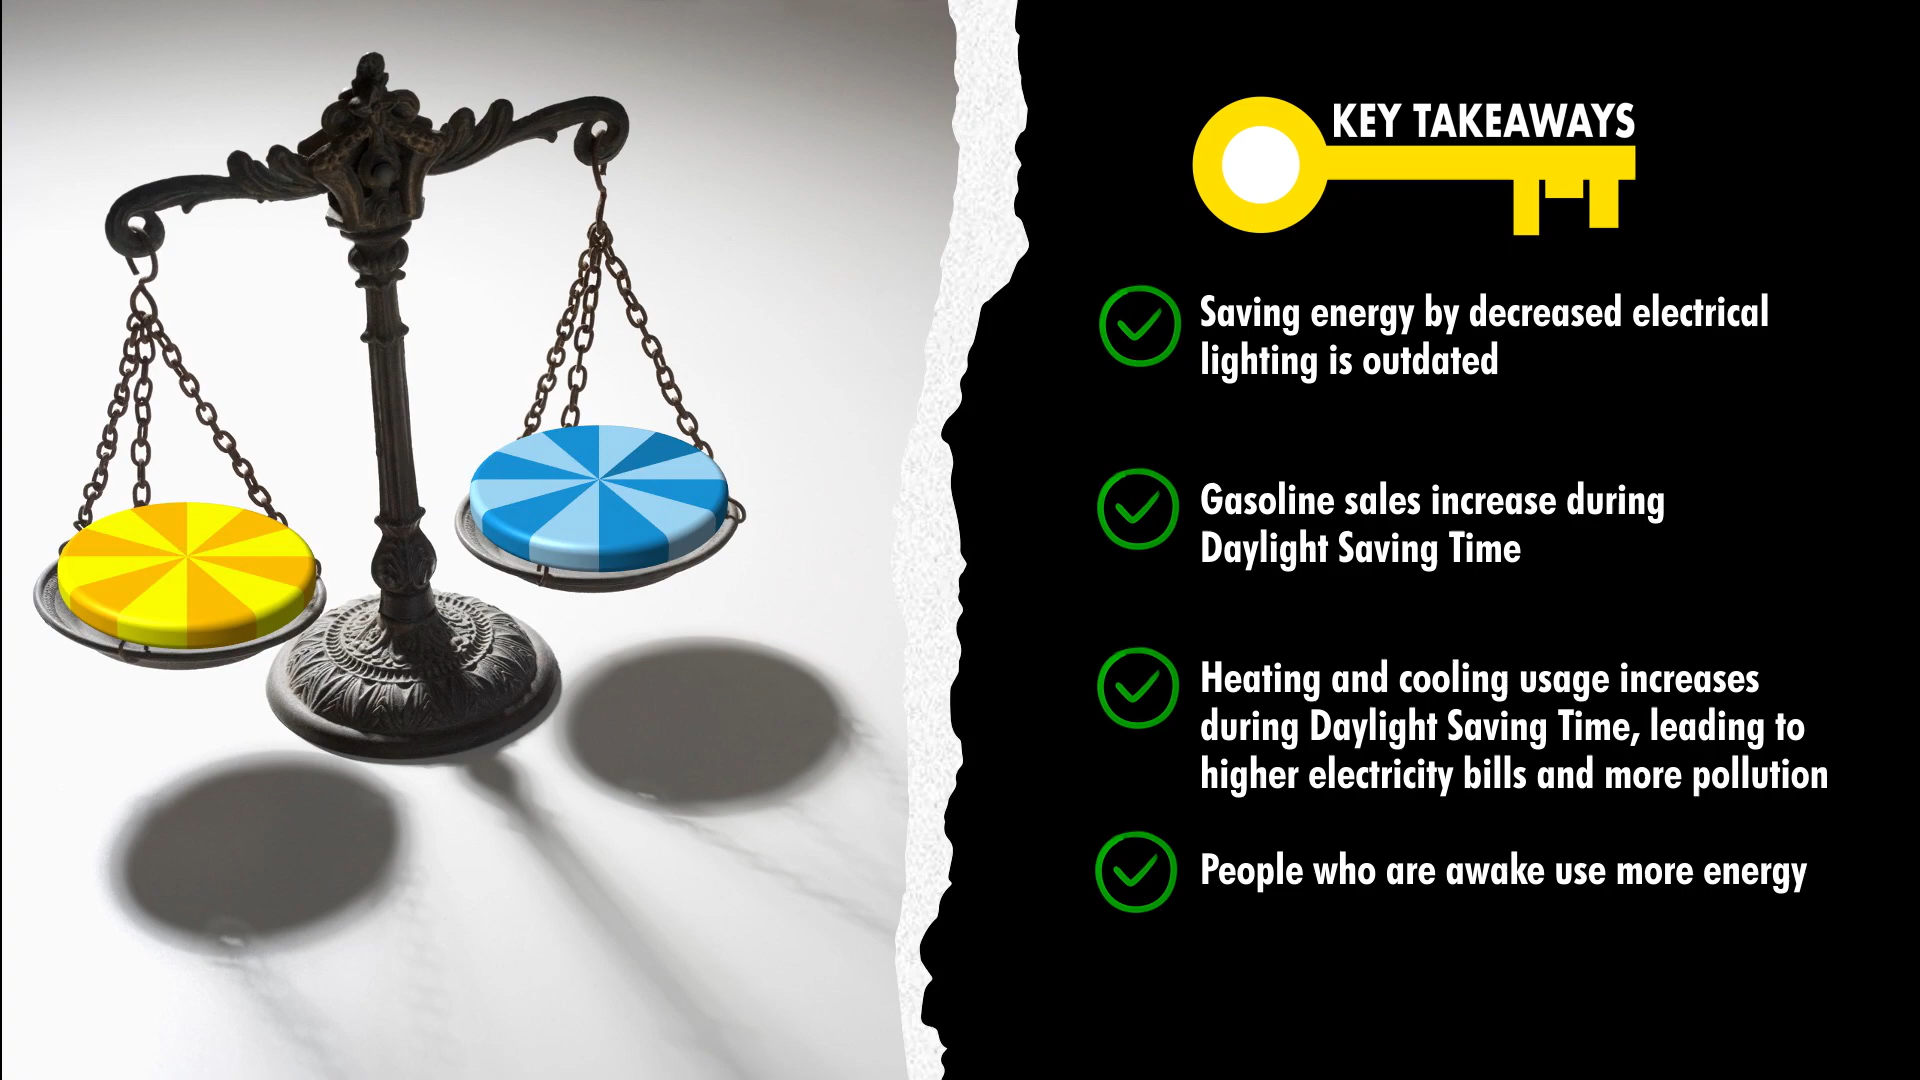 KEY TAKEAWAYS
Saving energy by decreased electrical
lighting is outdated
Gasoline sales increase during
Daylight Saving Time
Heating and cooling usage increases
during Daylight Saving Time, leading to
higher electricity bills and more pollution
People who are awake use more energy